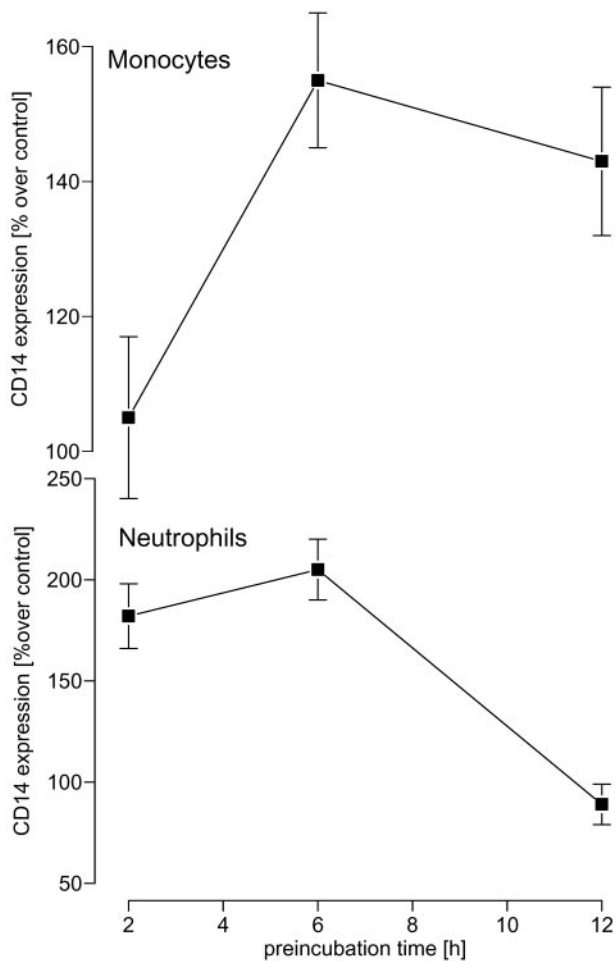 Monocytes
CD14 expression [% over control]
160
140
120
100
Neutrophils
CD14 expression [%over control]
250
200
150
100
50
2 4 6 8 10 12
preincubation time [h]